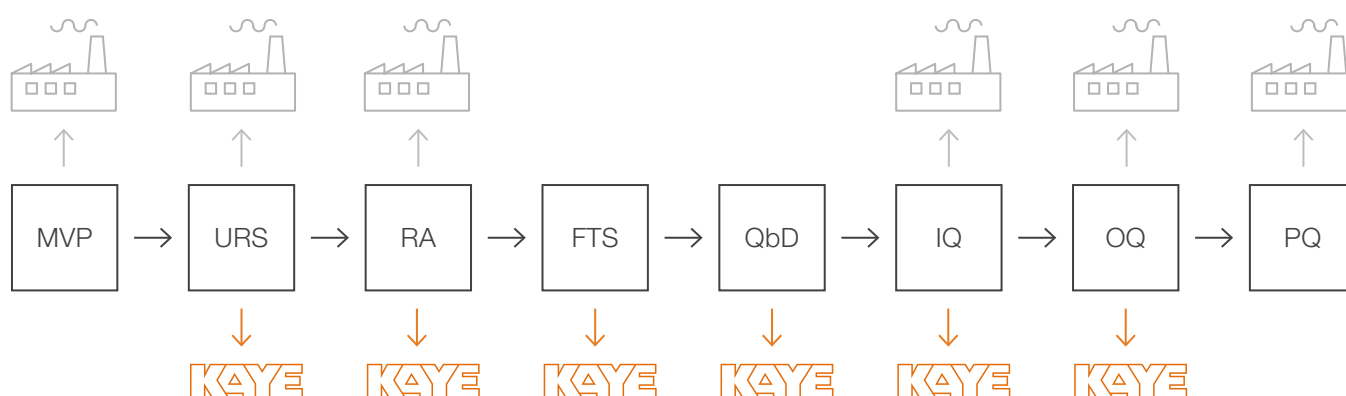 MVP URS RA FTS QbD IQ OQ PQ
KAYE KAYE KAYE KAYE KAYE KAYE